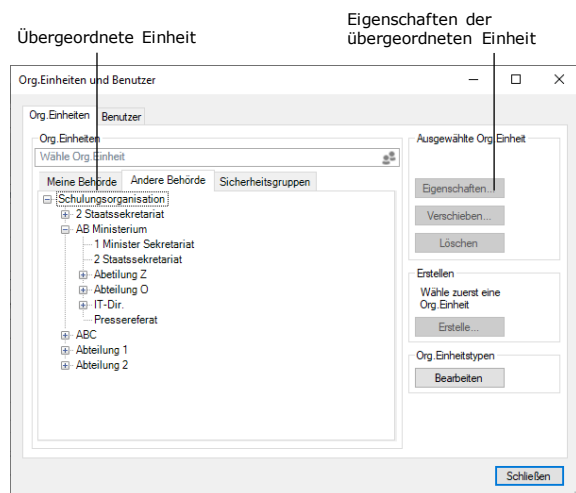 Übergeordnete Einheit
Eigenschaften der
übergeordneten Einheit
Org.Einheiten und Benutzer
Org.Einheiten
Benutzer
Org.Einheiten
Wähle Org.Einheit
Meine Behörde
Andere Behörde
Sicherheitsgruppen
Schulungsorganisation
2 Staatssekretariat
AB Ministerium
1 Minister Sekretariat
2 Staatssekretariat
Abetilung Z
Abteilung O
IT-Dir.
Pressereferat
ABC
Abteilung 1
Abteilung 2
Ausgewählte Org.Einheit
Eigenschaften...
Verschieben...
Löschen
Erstellen
Wähle zuerst eine
Org.Einheit
Erstelle...
Org.Einheitstypen
Bearbeiten
Schließen